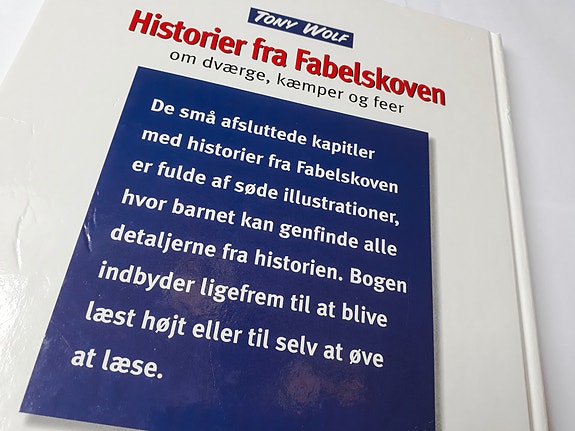 TONY WOLF
Historier fra Fabelskoven
om dværge, kæmper og feer
De små afsluttede kapitler
med historier fra Fabelskoven
er fulde af søde illustrationer,
hvor barnet kan genfinde alle
detaljerne fra historien. Bogen
indbyder ligefrem til at blive
læst højt eller til selv at øve
at læse.